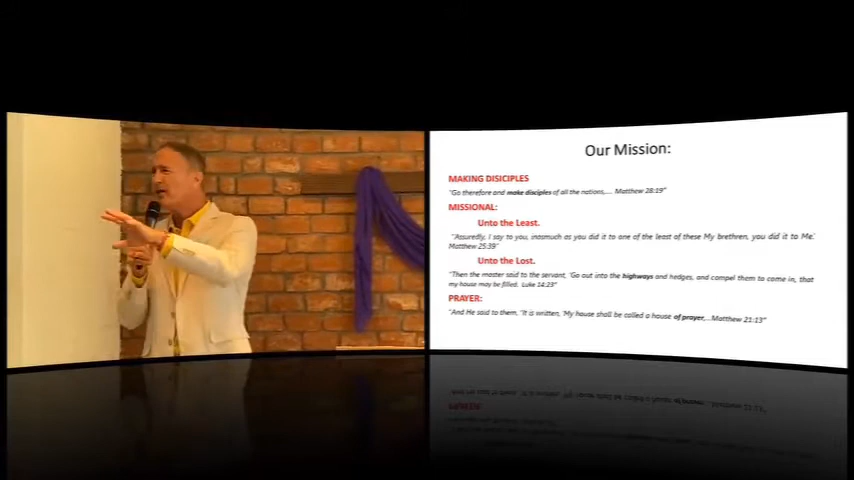 Our Mission:
MAKING DISICIPLES
"Go therefore and make disciples of all the nations,... Matthew 28:19"
MISSIONAL:
Unto the Least.
"Assuredly, I say to you, inasmuch as you did it to one of the least of these My brethren, you did it to Me.'
Matthew 25:39"
Unto the Lost.
"Then the master said to the servant, 'Go out into the highways and hedges, and compel them to come in, that
my house may be filled. Luke 14:23"
PRAYER:
"And He said to them, 'It is written, 'My house shall be called a house of prayer,...Matthew 21:13"